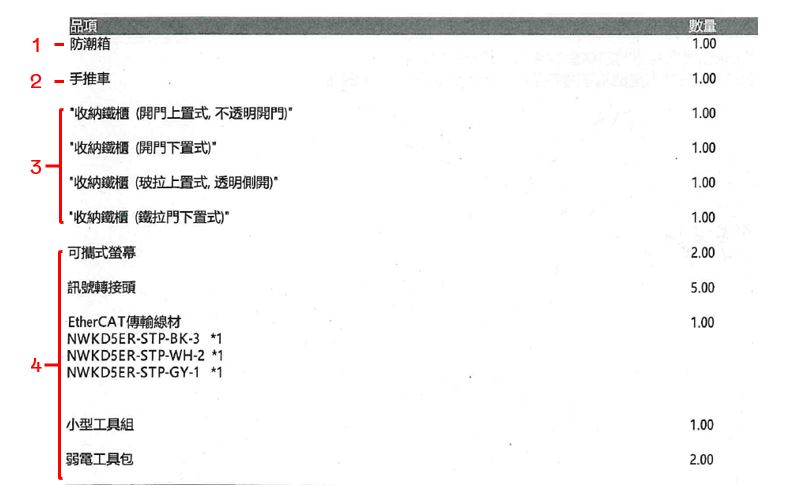 品項 數量
1 防潮箱 1.00
2 手推車 1.00
"收納鐵櫃 (開門上置式, 不透明開門)" 1.00
"收納鐵櫃 (開門下置式)" 1.00
3
"收納鐵櫃 (玻拉上置式, 透明側開)" 1.00
"收納鐵櫃 (鐵拉門下置式)" 1.00
可攜式螢幕 2.00
訊號轉接頭 5.00
EtherCAT傳輸線材 1.00
NWKD5ER-STP-BK-3 *1
NWKD5ER-STP-WH-2 *1
4
NWKD5ER-STP-GY-1 *1
小型工具組 1.00
弱電工具包 2.00